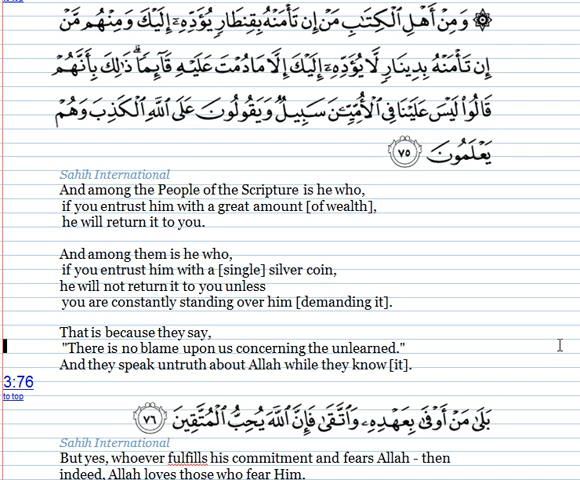 ۞ وَمِنْ أَهْلِ الْكِتَابِ مَنْ إِن تَأْمَنْهُ بِقِنطَارٍ يُؤَدِّهِ إِلَيْكَ وَمِنْهُم مَّنْ
إِن تَأْمَنْهُ بِدِينَارٍ لَّا يُؤَدِّهِ إِلَيْكَ إِلَّا مَا دُمْتَ عَلَيْهِ قَائِمًا ۗ ذَٰلِكَ بِأَنَّهُمْ
قَالُوا لَيْسَ عَلَيْنَا فِي الْأُمِّيِّينَ سَبِيلٌ وَيَقُولُونَ عَلَى اللَّهِ الْكَذِبَ وَهُمْ
يَعْلَمُونَ ٧٥
Sahih International
And among the People of the Scripture is he who,
if you entrust him with a great amount [of wealth],
he will return it to you.
And among them is he who,
if you entrust him with a [single] silver coin,
he will not return it to you unless
you are constantly standing over him [demanding it].
That is because they say,
"There is no blame upon us concerning the unlearned."
And they speak untruth about Allah while they know [it].
3:76
to top
بَلَىٰ مَنْ أَوْفَىٰ بِعَهْدِهِ وَاتَّقَىٰ فَإِنَّ اللَّهَ يُحِبُّ الْمُتَّقِينَ ٧٦
Sahih International
But yes, whoever fulfills his commitment and fears Allah - then
indeed, Allah loves those who fear Him.